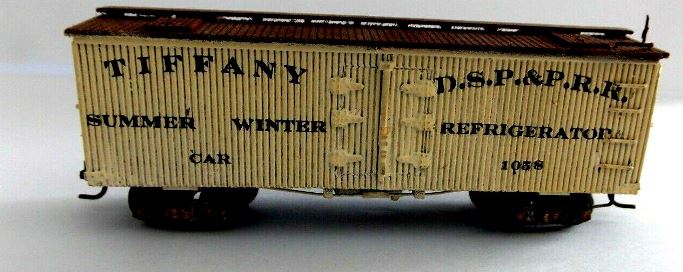 TIFFANY
SUMMER WINTER
CAR
D.S.P.&P.R.R.
REFRIGERATOR
1058